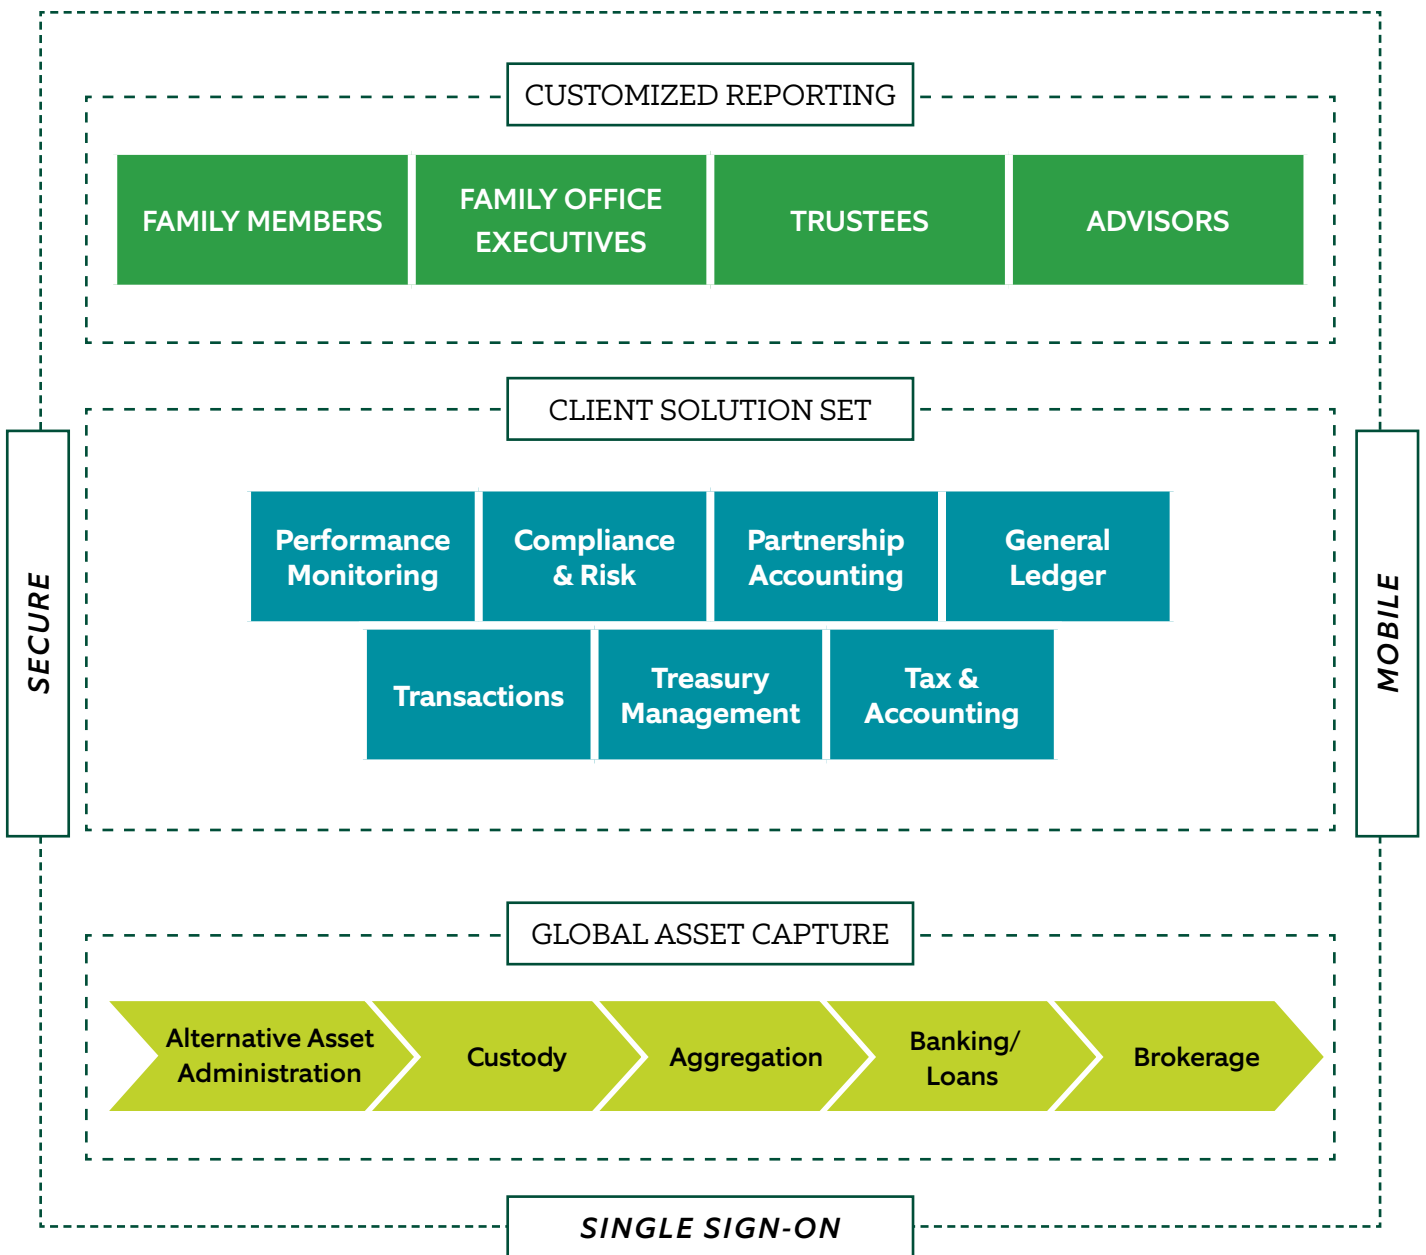 CUSTOMIZED REPORTING
FAMILY MEMBERS
FAMILY OFFICE
EXECUTIVES
TRUSTEES
ADVISORS
CLIENT SOLUTION SET
Performance
Monitoring
Compliance
& Risk
Partnership
Accounting
General
Ledger
Transactions
Treasury
Management
Tax &
Accounting
SECURE
MOBILE
GLOBAL ASSET CAPTURE
Alternative Asset
Administration
Custody
Aggregation
Banking/
Loans
Brokerage
SINGLE SIGN-ON